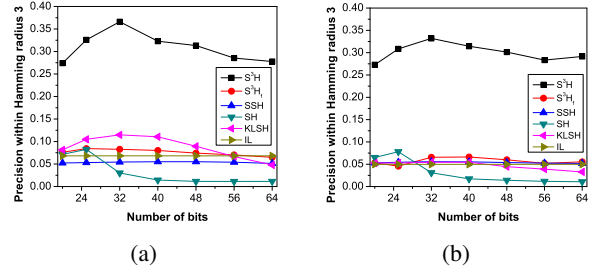 (a)
Precision within Hamming radius 3
0.40
0.35
0.30
0.25
0.20
0.15
0.10
0.05
0.00
S³H
S³Hf
SSH
SH
KLSH
IL
24 32 40 48 56 64
Number of bits
(b)
Precision within Hamming radius 3
0.40
0.35
0.30
0.25
0.20
0.15
0.10
0.05
0.00
S³H
S³Hf
SSH
SH
KLSH
IL
24 32 40 48 56 64
Number of bits
(a) (b)